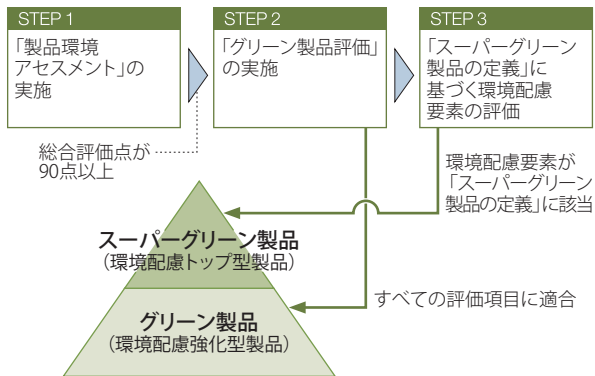 STEP 1
「製品環境
アセスメント」の
実施
STEP 2
「グリーン製品評価」
の実施
STEP 3
「スーパーグリーン
製品の定義」に
基づく環境配慮
要素の評価
総合評価点が
90点以上
環境配慮要素が
「スーパーグリーン
製品の定義」に該当
スーパーグリーン製品
（環境配慮トップ型製品）
すべての評価項目に適合
グリーン製品
（環境配慮強化型製品）